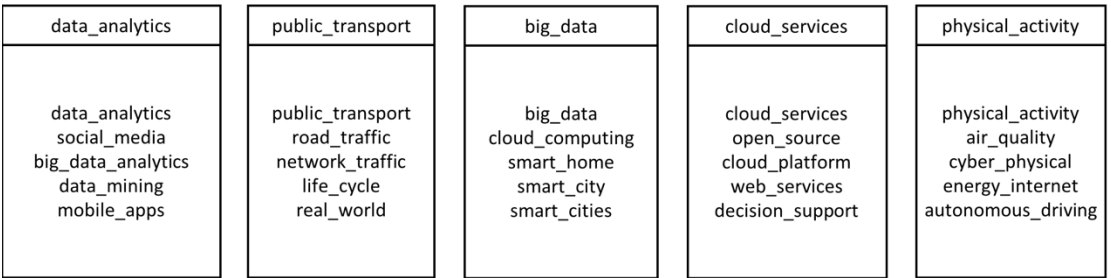 data_analytics
data_analytics
social_media
big_data_analytics
data_mining
mobile_apps
public_transport
public_transport
road_traffic
network_traffic
life_cycle
real_world
big_data
big_data
cloud_computing
smart_home
smart_city
smart_cities
cloud_services
cloud_services
open_source
cloud_platform
web_services
decision_support
physical_activity
physical_activity
air_quality
cyber_physical
energy_internet
autonomous_driving